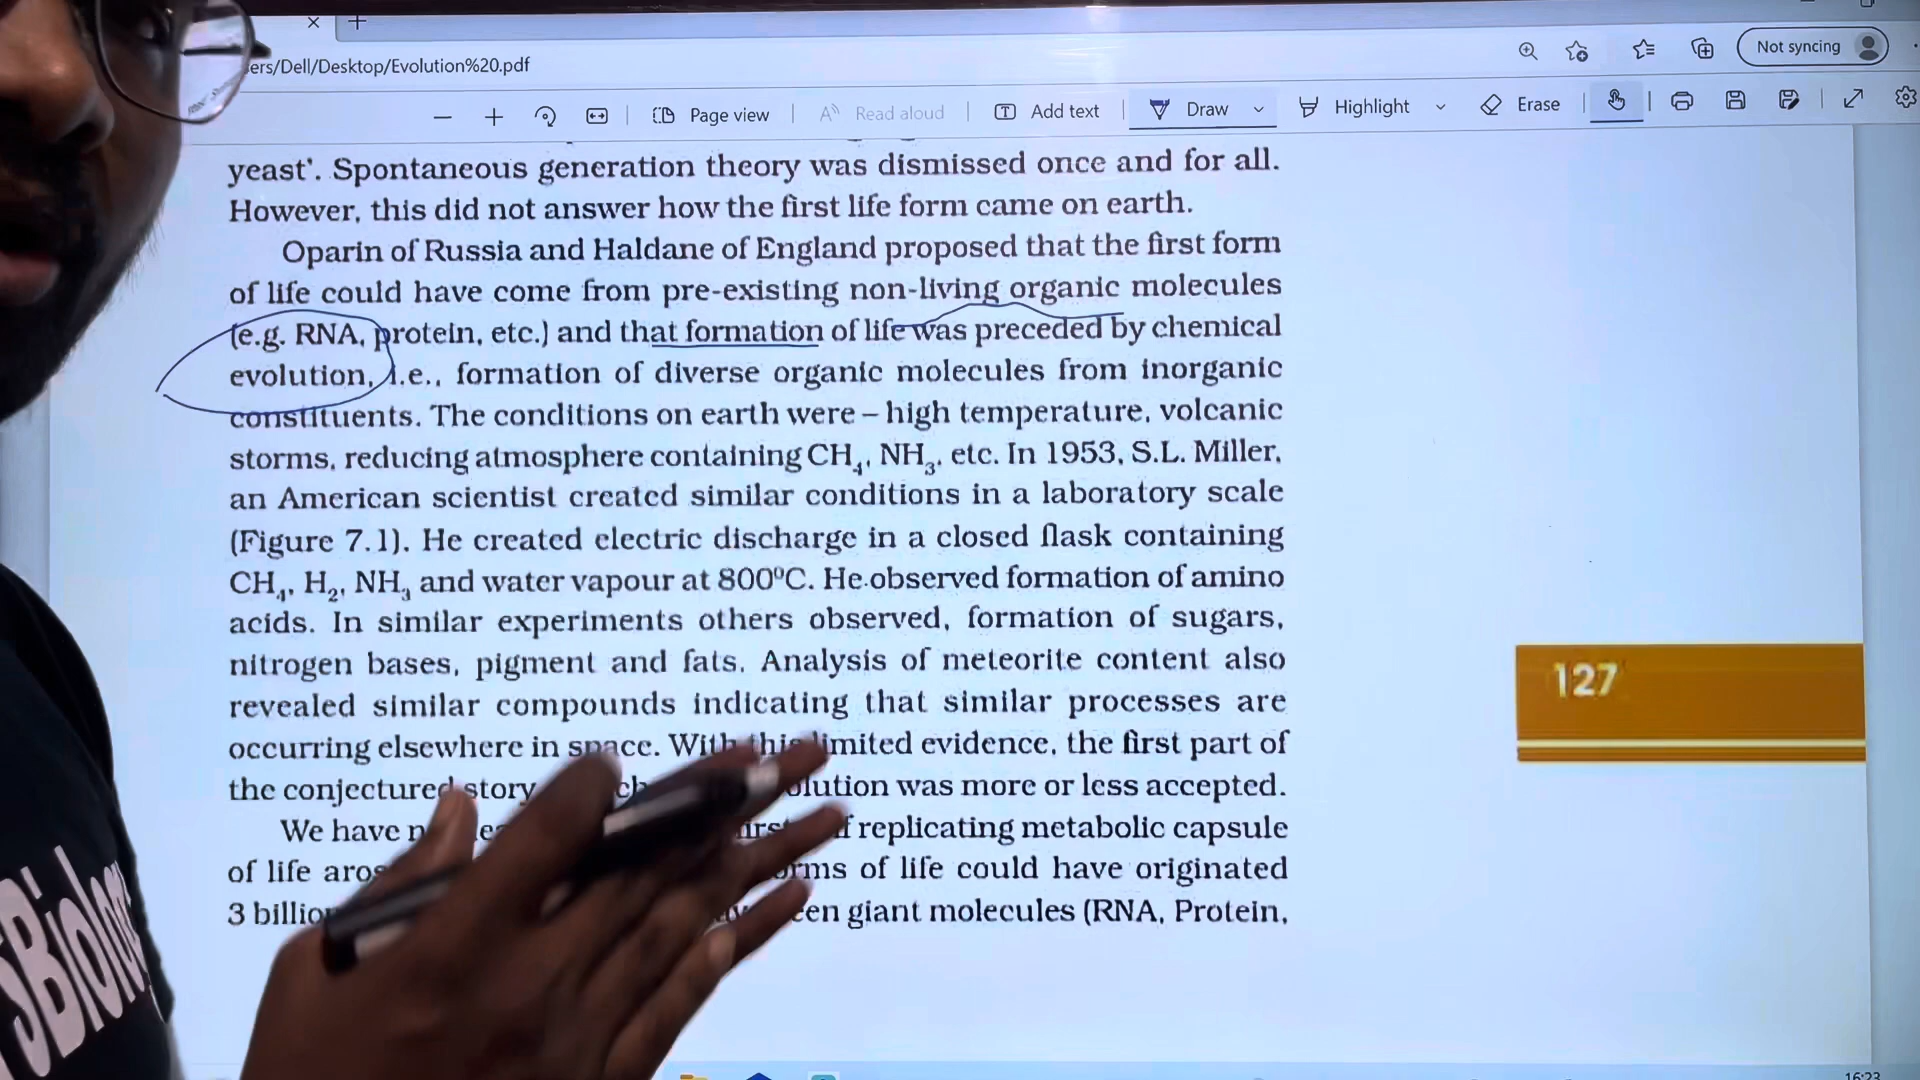 ers/Dell/Desktop/Evolution%20.pdf
Not syncing
Page view
Read aloud
Add text
Draw
Highlight
Erase
yeast'. Spontaneous generation theory was dismissed once and for all.
However, this did not answer how the first life form came on earth.
Oparin of Russia and Haldane of England proposed that the first form
of life could have come from pre-existing non-living organic molecules
(e.g. RNA, protein, etc.) and that formation of life was preceded by chemical
evolution, i.e., formation of diverse organic molecules from inorganic
constituents. The conditions on earth were – high temperature, volcanic
storms, reducing atmosphere containing CH₄, NH₃, etc. In 1953, S.L. Miller,
an American scientist created similar conditions in a laboratory scale
(Figure 7.1). He created electric discharge in a closed flask containing
CH₄, H₂, NH₃ and water vapour at 800⁰C. He observed formation of amino
acids. In similar experiments others observed, formation of sugars,
nitrogen bases, pigment and fats. Analysis of meteorite content also
revealed similar compounds indicating that similar processes are
127
occurring elsewhere in space. With this limited evidence, the first part of
the conjectured story olution was more or less accepted.
We have replicating metabolic capsule
of life of life could have originated
3 giant molecules (RNA, Protein,
SBiology
16:23